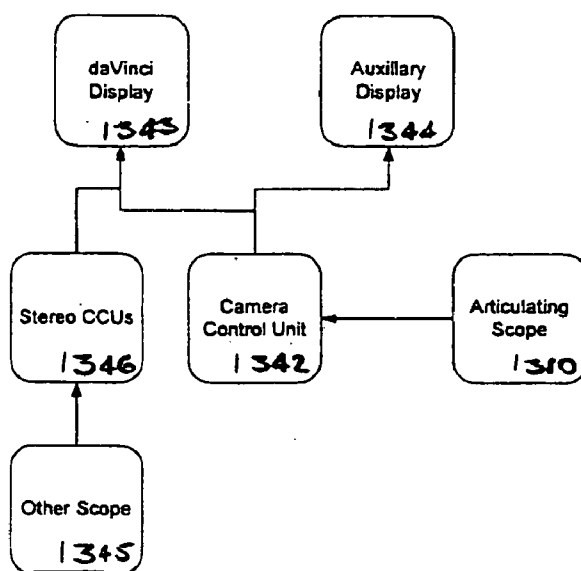 daVinci
Display
1343
Auxillary
Display
1344
Stereo CCUs
1346
Camera
Control Unit
1342
Articulating
Scope
1310
Other Scope
1345